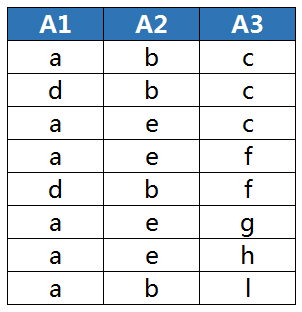 A1 A2 A3
a b c
d b c
a e c
a e f
d b f
a e g
a e h
a b l